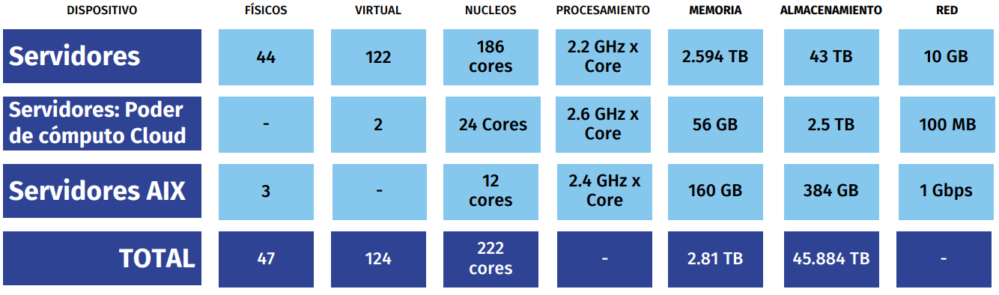 DISPOSITIVO FÍSICOS VIRTUAL NUCLEOS PROCESAMIENTO MEMORIA ALMACENAMIENTO RED
Servidores 44 122 186 cores 2.2 GHz x Core 2.594 TB 43 TB 10 GB
Servidores: Poder de cómputo Cloud - 2 24 Cores 2.6 GHz x Core 56 GB 2.5 TB 100 MB
Servidores AIX 3 - 12 cores 2.4 GHz x Core 160 GB 384 GB 1 Gbps
TOTAL 47 124 222 cores - 2.81 TB 45.884 TB -